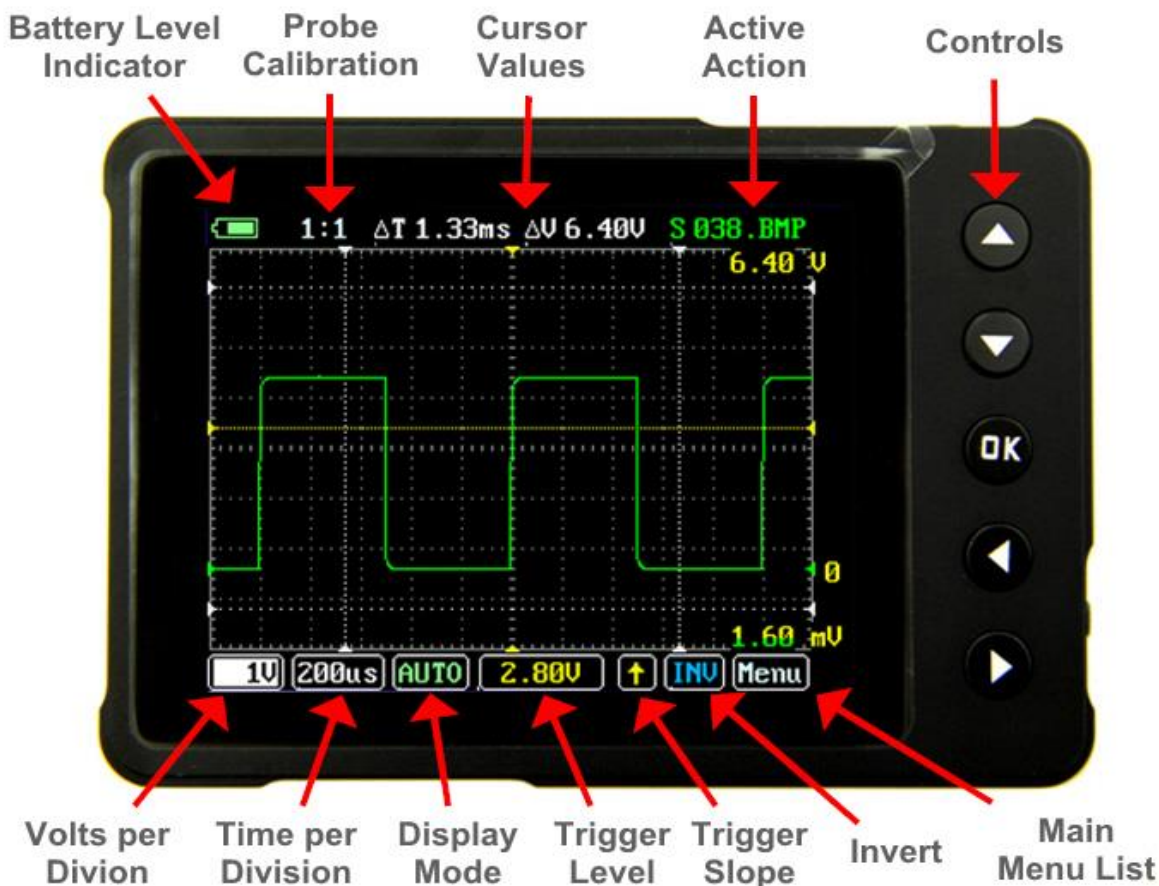 Battery Level
Indicator
Probe
Calibration
Cursor
Values
Active
Action
Controls
1:1 ΔT 1.33ms ΔV 6.40V S 038.BMP
6.40 V
OK
0
1.60 mV
1V 200us AUTO 2.80V ↑ INV Menu
Volts per
Divion
Time per
Division
Display
Mode
Trigger
Level
Trigger
Slope
Invert
Main
Menu List